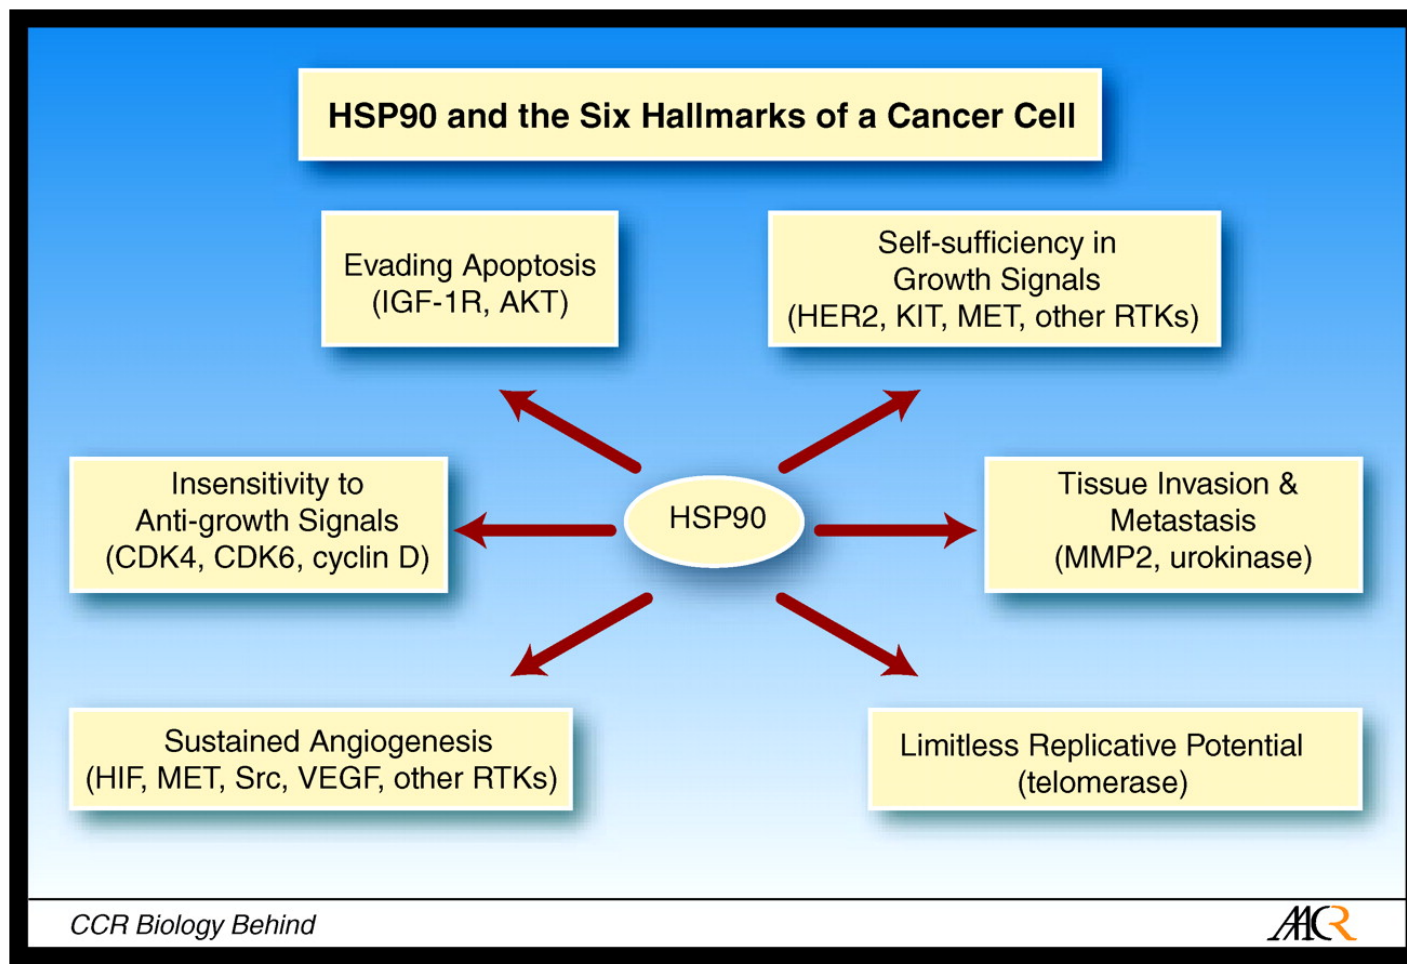 HSP90 and the Six Hallmarks of a Cancer Cell
Evading Apoptosis
(IGF-1R, AKT)
Self-sufficiency in
Growth Signals
(HER2, KIT, MET, other RTKs)
Insensitivity to
Anti-growth Signals
(CDK4, CDK6, cyclin D)
HSP90
Tissue Invasion &
Metastasis
(MMP2, urokinase)
Sustained Angiogenesis
(HIF, MET, Src, VEGF, other RTKs)
Limitless Replicative Potential
(telomerase)
CCR Biology Behind
AACR